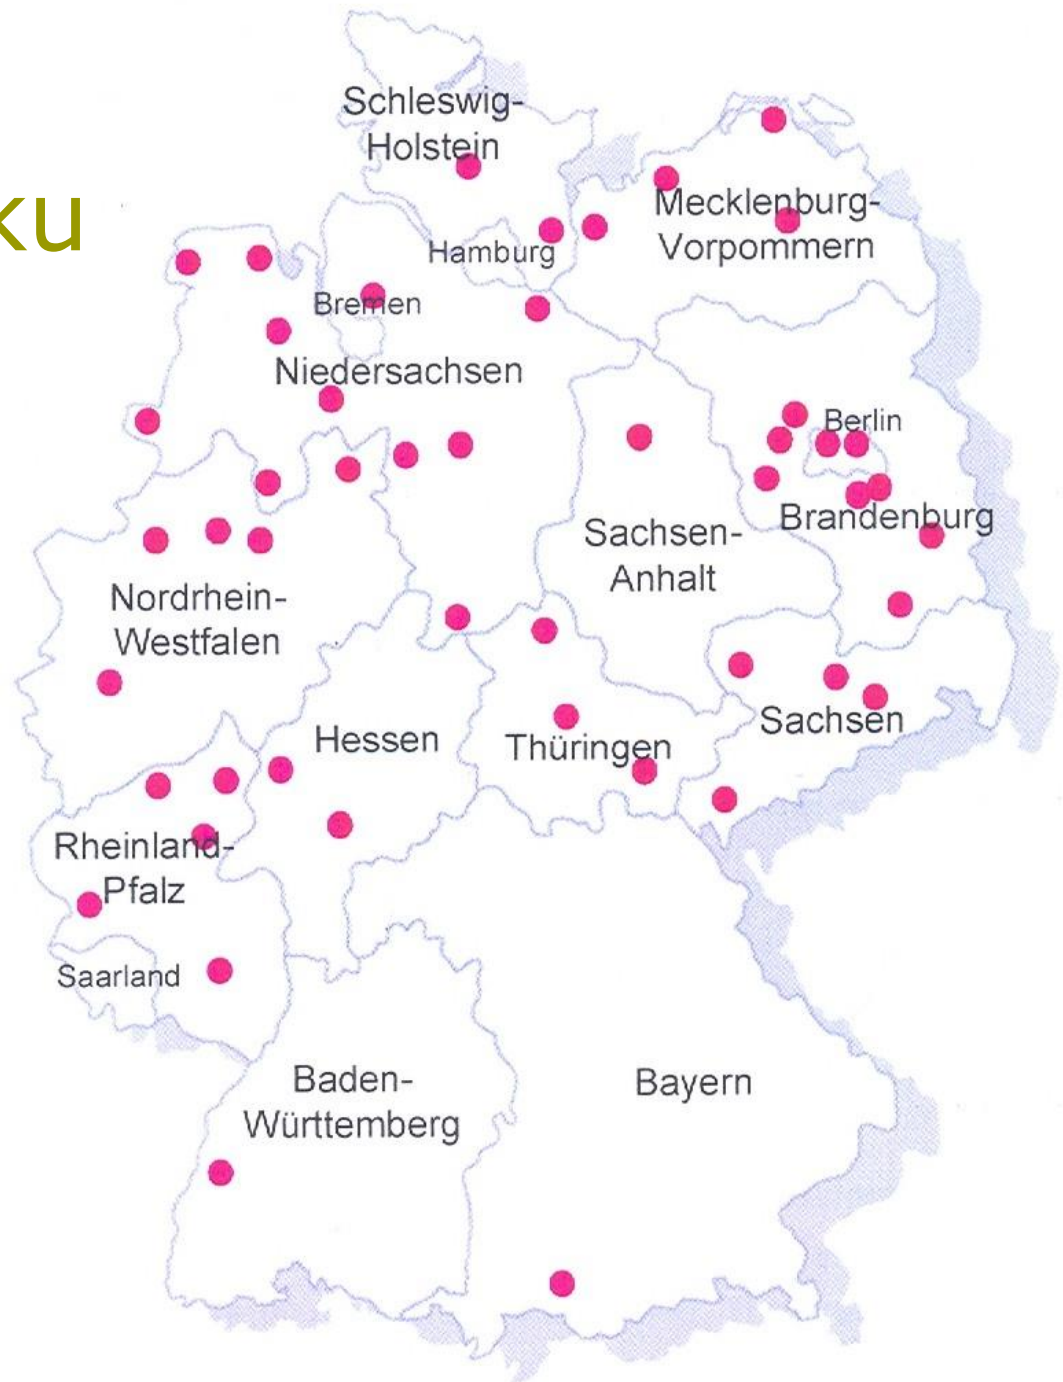 Schleswig-
Holstein
ku
Mecklenburg-
Vorpommern
Hamburg
Bremen
Niedersachsen
Berlin
Brandenburg
Sachsen-
Anhalt
Nordrhein-
Westfalen
Sachsen
Hessen
Thüringen
Rheinland-
Pfalz
Saarland
Baden-
Württemberg
Bayern